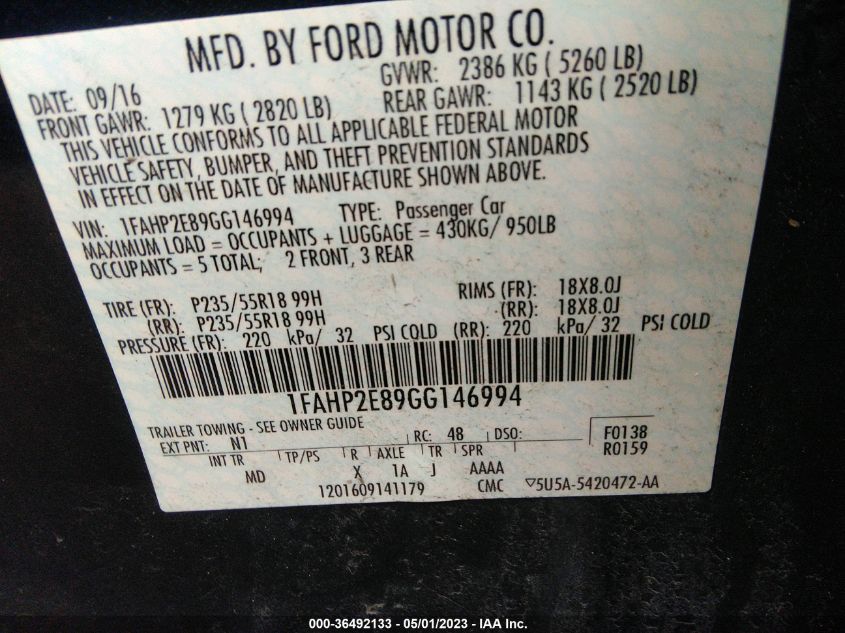 MFD. BY FORD MOTOR CO.
DATE: 09/16 GVWR: 2386 KG ( 5260 LB)
FRONT GAWR: 1279 KG ( 2820 LB) REAR GAWR: 1143 KG ( 2520 LB)
THIS VEHICLE CONFORMS TO ALL APPLICABLE FEDERAL MOTOR
VEHICLE SAFETY, BUMPER, AND THEFT PREVENTION STANDARDS
IN EFFECT ON THE DATE OF MANUFACTURE SHOWN ABOVE.
VIN: 1FAHP2E89GG146994 TYPE: Passenger Car
MAXIMUM LOAD = OCCUPANTS + LUGGAGE = 430KG/ 950LB
OCCUPANTS = 5 TOTAL; 2 FRONT, 3 REAR
TIRE (FR): P235/55R18 99H RIMS (FR): 18X8.0J
(RR): P235/55R18 99H (RR): 18X8.0J
PRESSURE (FR): 220 kPa/ 32 PSI COLD (RR): 220 kPa/ 32 PSI COLD
1FAHP2E89GG146994
TRAILER TOWING - SEE OWNER GUIDE
EXT PNT: N1 RC: 48 DSO: F0138
R0159
INT TR TP/PS R AXLE TR SPR
MD X 1A J AAAA
1201609141179 CMC ▽5U5A-5420472-AA
000-36492133 - 05/01/2023 - IAA Inc.